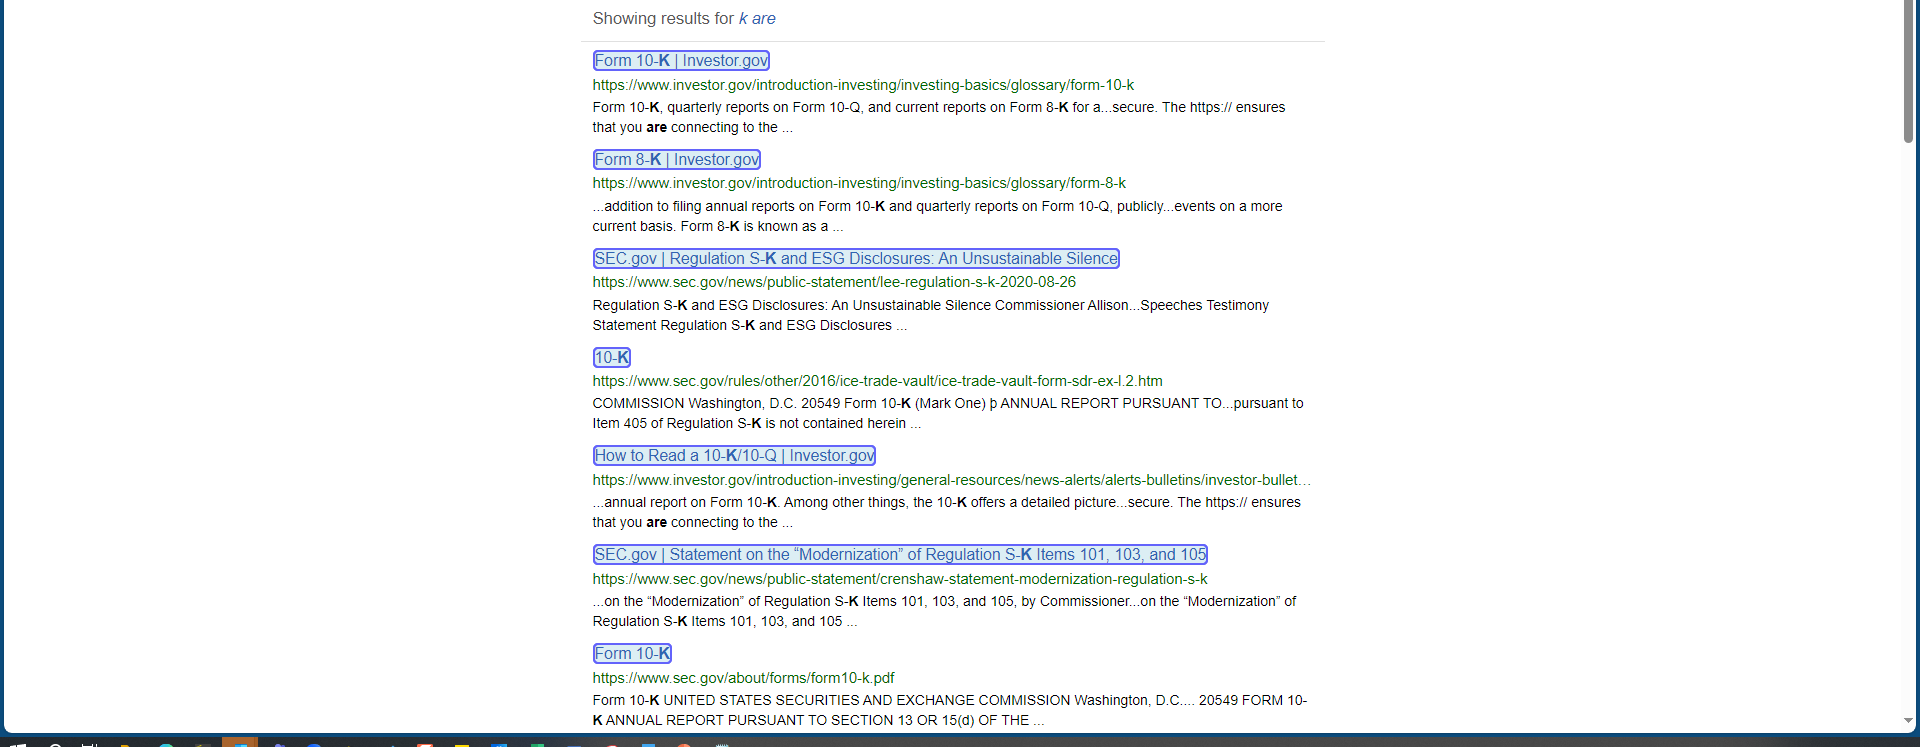 Showing results for k are
Form 10-K | Investor.gov
https://www.investor.gov/introduction-investing/investing-basics/glossary/form-10-k
Form 10-K, quarterly reports on Form 10-Q, and current reports on Form 8-K for a...secure. The https:// ensures
that you are connecting to the ...
Form 8-K | Investor.gov
https://www.investor.gov/introduction-investing/investing-basics/glossary/form-8-k
...addition to filing annual reports on Form 10-K and quarterly reports on Form 10-Q, publicly...events on a more
current basis. Form 8-K is known as a ...
SEC.gov | Regulation S-K and ESG Disclosures: An Unsustainable Silence
https://www.sec.gov/news/public-statement/lee-regulation-s-k-2020-08-26
Regulation S-K and ESG Disclosures: An Unsustainable Silence Commissioner Allison...Speeches Testimony
Statement Regulation S-K and ESG Disclosures ...
10-K
https://www.sec.gov/rules/other/2016/ice-trade-vault/ice-trade-vault-form-sdr-ex-l.2.htm
COMMISSION Washington, D.C. 20549 Form 10-K (Mark One) þ ANNUAL REPORT PURSUANT TO...pursuant to
Item 405 of Regulation S-K is not contained herein ...
How to Read a 10-K/10-Q | Investor.gov
https://www.investor.gov/introduction-investing/general-resources/news-alerts/alerts-bulletins/investor-bullet...
...annual report on Form 10-K. Among other things, the 10-K offers a detailed picture...secure. The https:// ensures
that you are connecting to the ...
SEC.gov | Statement on the “Modernization” of Regulation S-K Items 101, 103, and 105
https://www.sec.gov/news/public-statement/crenshaw-statement-modernization-regulation-s-k
...on the “Modernization” of Regulation S-K Items 101, 103, and 105, by Commissioner...on the “Modernization” of
Regulation S-K Items 101, 103, and 105 ...
Form 10-K
https://www.sec.gov/about/forms/form10-k.pdf
Form 10-K UNITED STATES SECURITIES AND EXCHANGE COMMISSION Washington, D.C.... 20549 FORM 10-
K ANNUAL REPORT PURSUANT TO SECTION 13 OR 15(d) OF THE ...